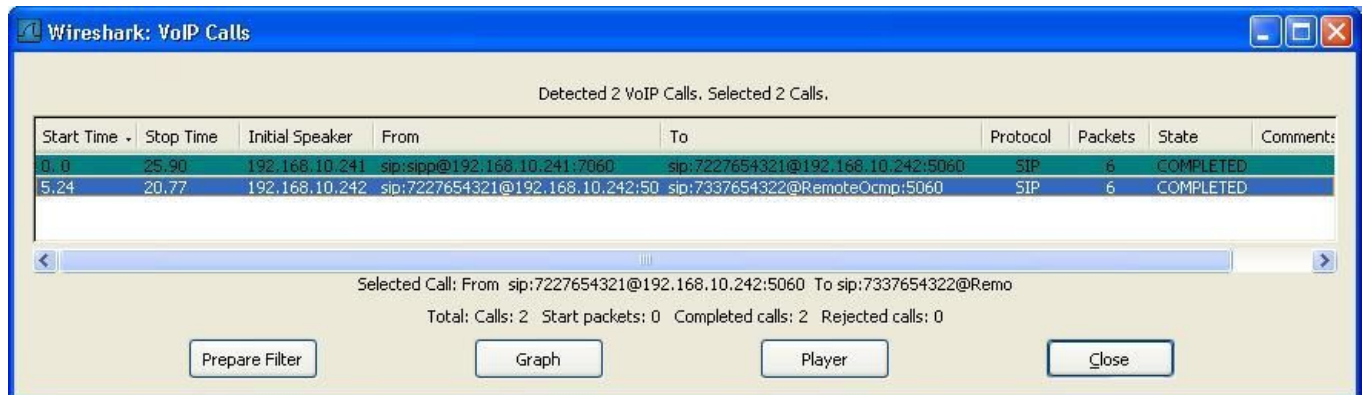 Wireshark: VoIP Calls
Detected 2 VoIP Calls. Selected 2 Calls.
Start Time Stop Time Initial Speaker From To Protocol Packets State Comments
0. 0 25.90 192.168.10.241 sip:sipp@192.168.10.241:7060 sip:7227654321@192.168.10.242:5060 SIP 6 COMPLETED
5.24 20.77 192.168.10.242 sip:7227654321@192.168.10.242:50 sip:7337654322@RemoteOcmp:5060 SIP 6 COMPLETED
Selected Call: From sip:7227654321@192.168.10.242:5060 To sip:7337654322@Remo
Total: Calls: 2 Start packets: 0 Completed calls: 2 Rejected calls: 0
Prepare Filter Graph Player Close